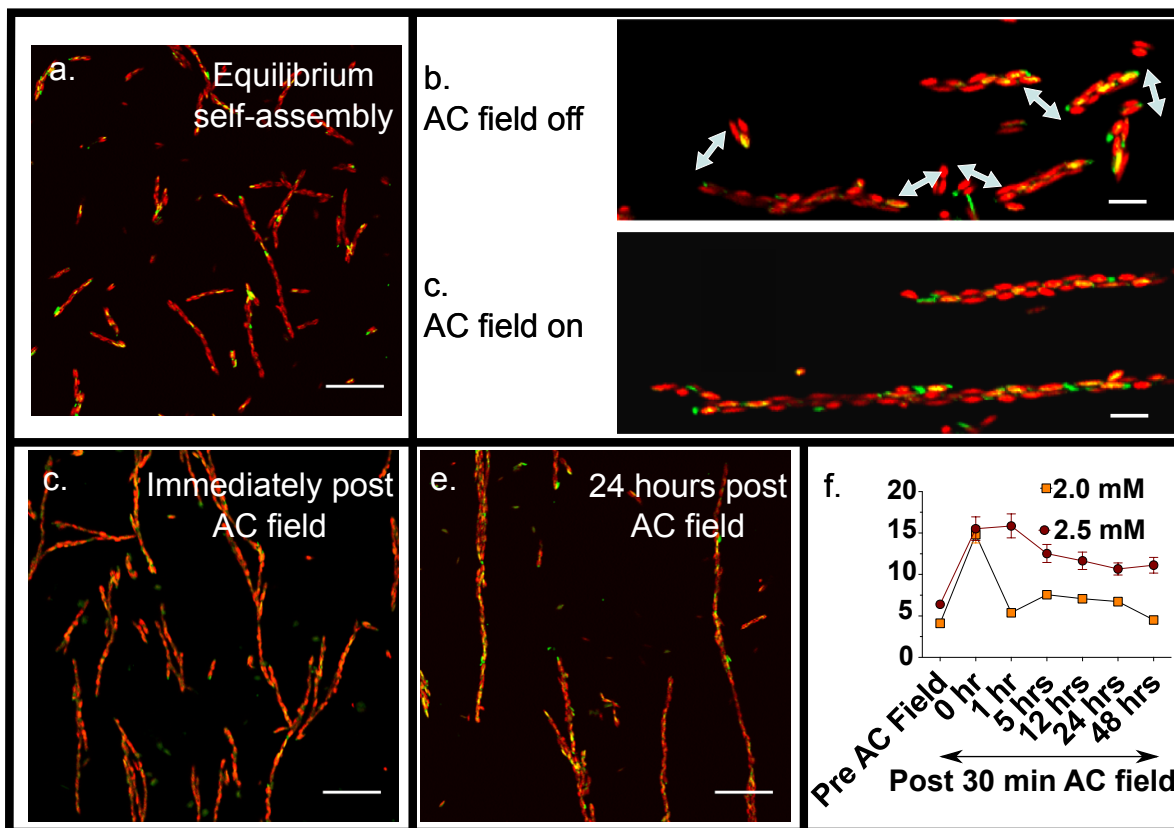 a.
Equilibrium
self-assembly
b.
AC field off
c.
AC field on
c.
Immediately post
AC field
e.
24 hours post
AC field
f.
20
15
10
5
0
2.0 mM
2.5 mM
Pre AC Field
0 hr
1 hr
5 hrs
12 hrs
24 hrs
48 hrs
Post 30 min AC field